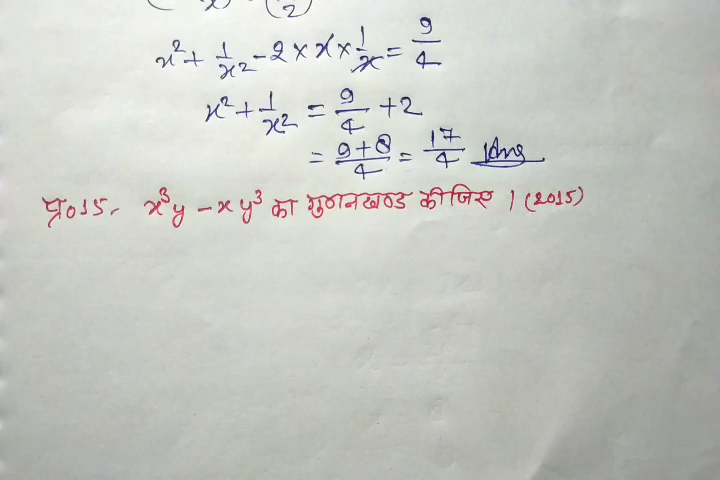 x² + 1/x² - 2 × x × 1/x = 9/4
x² + 1/x² = 9/4 + 2
= 9+8/4 = 17/4 Ans
प्र०15. x³y - xy³ का गुणनखण्ड कीजिए । (2015)